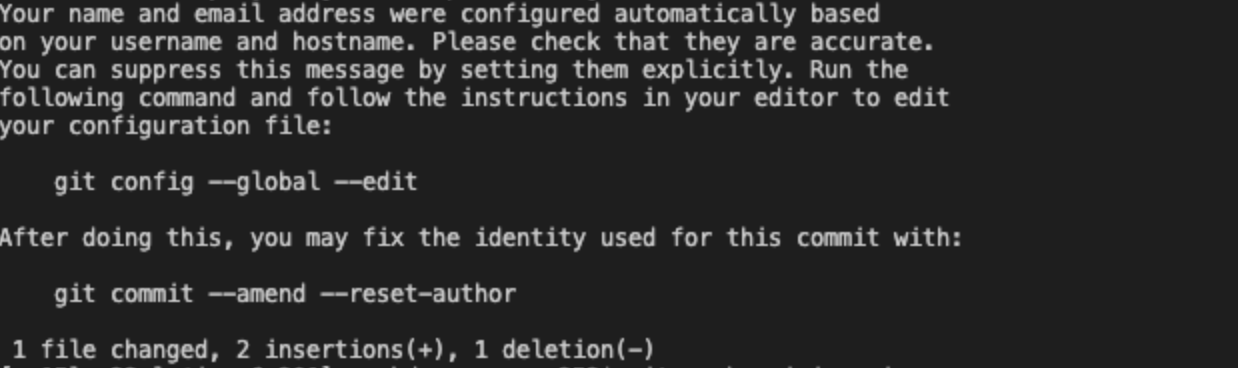 Your name and email address were configured automatically based
on your username and hostname. Please check that they are accurate.
You can suppress this message by setting them explicitly. Run the
following command and follow the instructions in your editor to edit
your configuration file:
git config --global --edit
After doing this, you may fix the identity used for this commit with:
git commit --amend --reset-author
1 file changed, 2 insertions(+), 1 deletion(-)